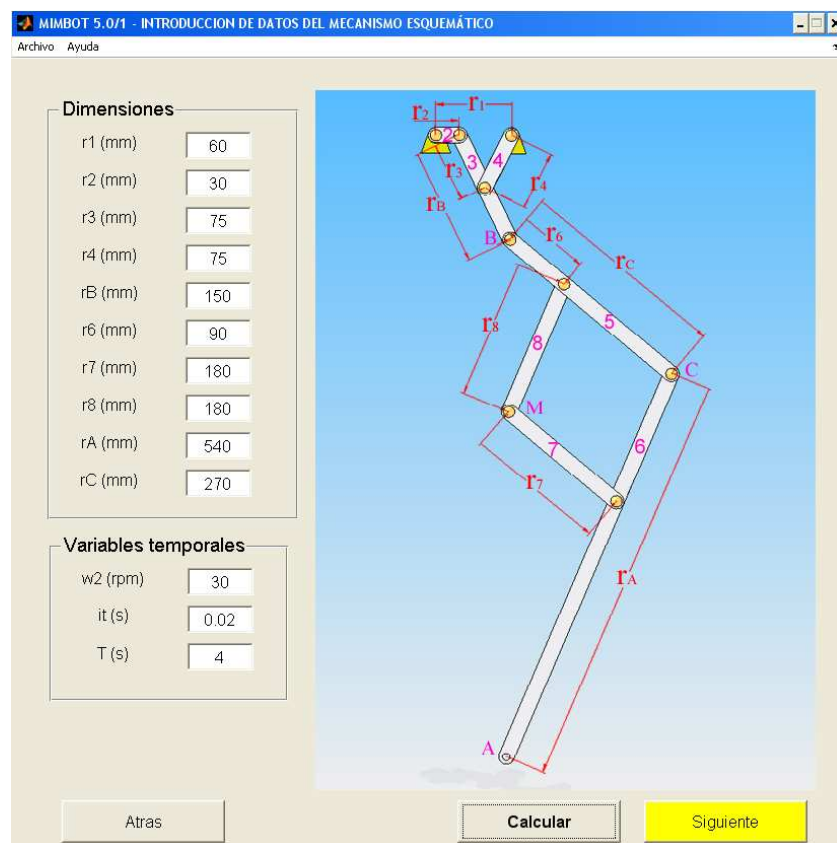 MIMBOT 5.0/1 - INTRODUCCION DE DATOS DEL MECANISMO ESQUEMÁTICO
Archivo Ayuda
Dimensiones
r1 (mm) 60
r2 (mm) 30
r3 (mm) 75
r4 (mm) 75
rB (mm) 150
r6 (mm) 90
r7 (mm) 180
r8 (mm) 180
rA (mm) 540
rC (mm) 270
Variables temporales
w2 (rpm) 30
it (s) 0.02
T (s) 4
r1
r2
2
3
4
r3
r4
rB
B
r6
rC
r8
5
8
C
M
7
6
r7
rA
A
Atras
Calcular
Siguiente